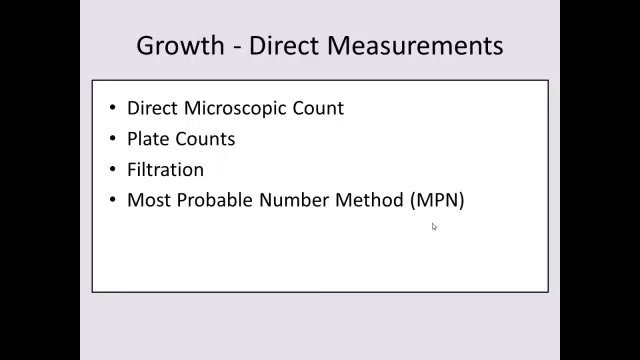 Growth - Direct Measurements
• Direct Microscopic Count
• Plate Counts
• Filtration
• Most Probable Number Method (MPN)